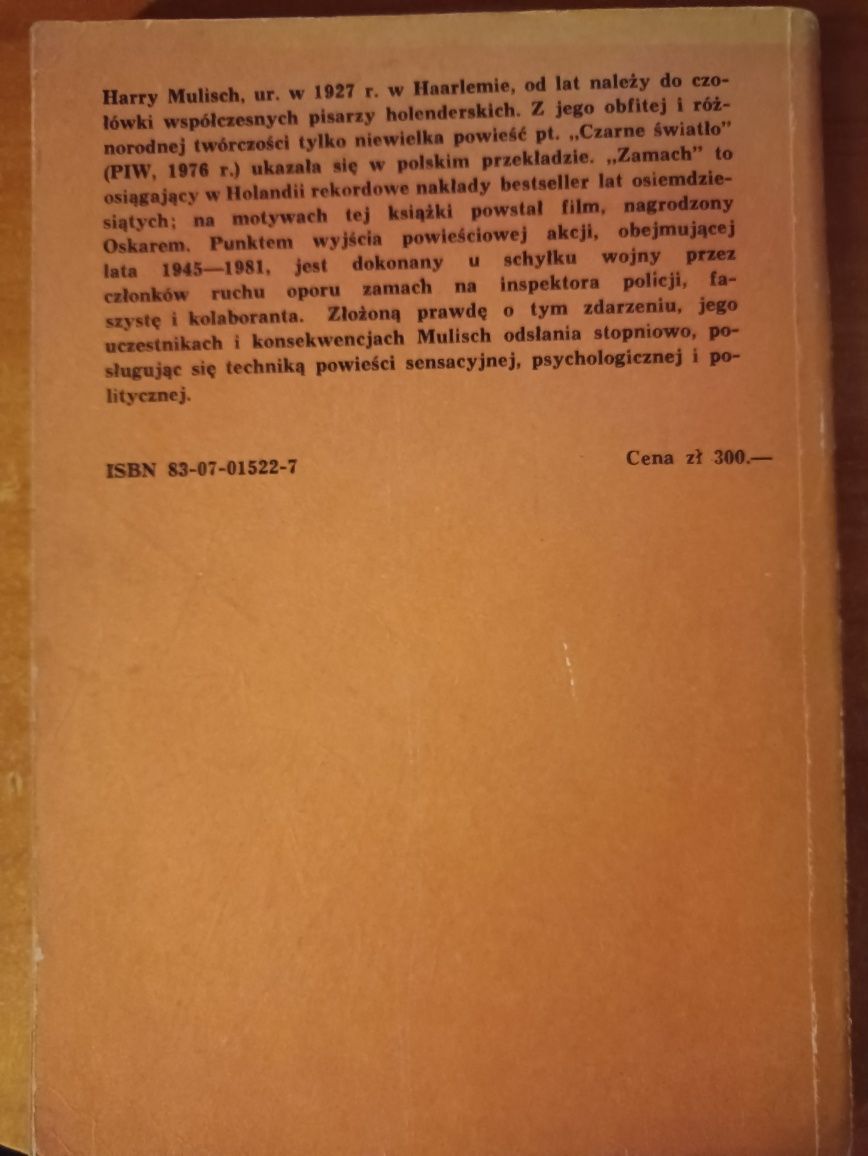 Harry Mulisch, ur. w 1927 r. w Haarlemie, od lat należy do czo-
łówki współczesnych pisarzy holenderskich. Z jego obfitej i róż-
norodnej twórczości tylko niewielka powieść pt. „Czarne światło”
(PIW, 1976 r.) ukazała się w polskim przekładzie. „Zamach” to
osiągający w Holandii rekordowe nakłady bestseller lat osiemdzie-
siątych; na motywach tej książki powstał film, nagrodzony
Oskarem. Punktem wyjścia powieściowej akcji, obejmującej
lata 1945—1981, jest dokonany u schyłku wojny przez
członków ruchu oporu zamach na inspektora policji, fa-
szystę i kolaboranta. Złożoną prawdę o tym zdarzeniu, jego
uczestnikach i konsekwencjach Mulisch odsłania stopniowo, po-
sługując się techniką powieści sensacyjnej, psychologicznej i po-
litycznej.
ISBN 83-07-01522-7 Cena zł 300.—